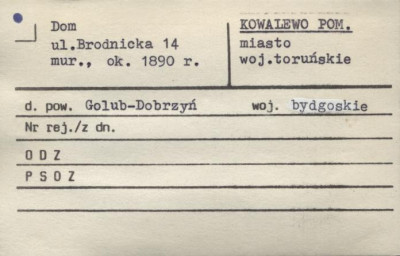 Dom
ul.Brodnicka 14
mur., ok. 1890 r.
KOWALEWO POM.
miasto
woj.toruńskie
d. pow. Golub-Dobrzyń woj. bydgoskie
Nr rej./z dn.
O D Z
P S O Z